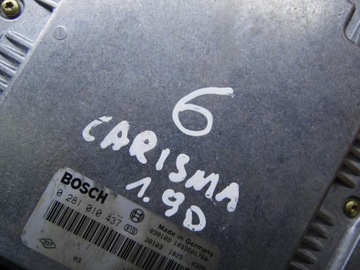 6
CARISMA
1.9D
BOSCH
Made in Germany
0 281 010 437